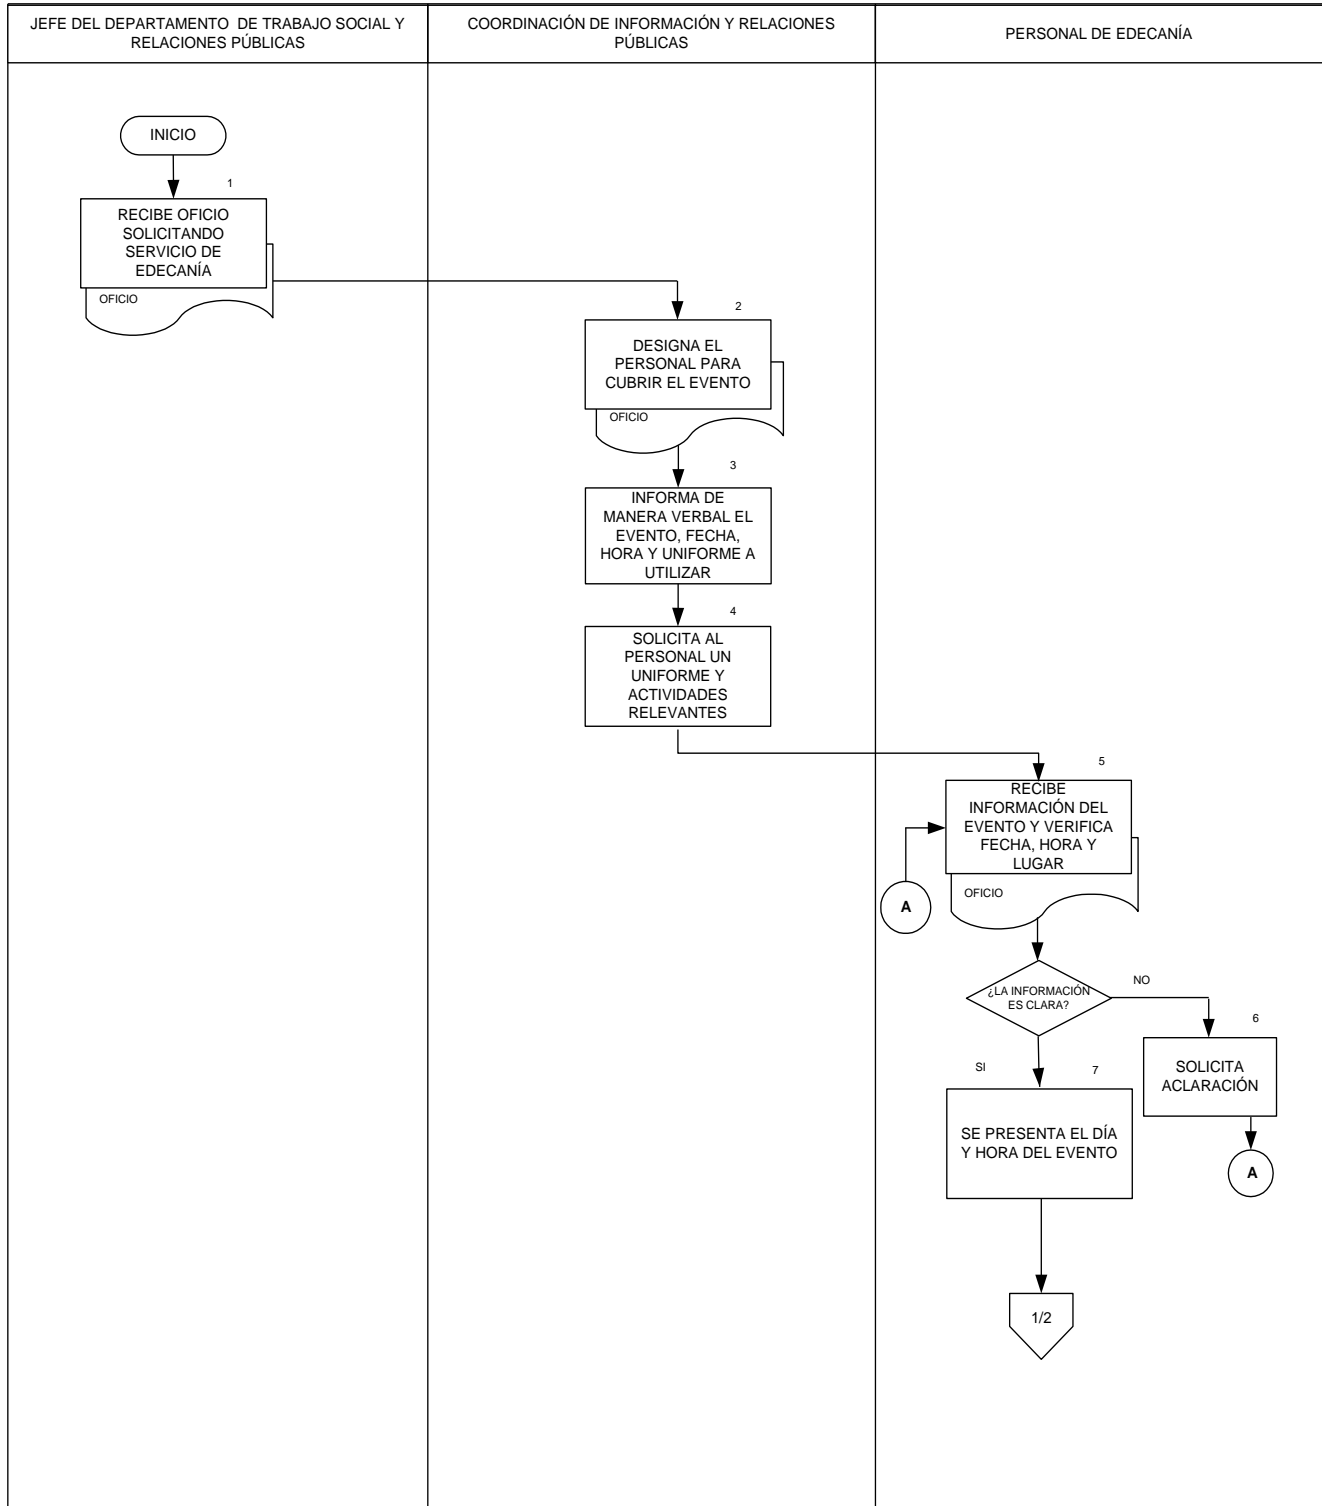 JEFE DEL DEPARTAMENTO DE TRABAJO SOCIAL Y
RELACIONES PÚBLICAS
COORDINACIÓN DE INFORMACIÓN Y RELACIONES
PÚBLICAS
PERSONAL DE EDECANÍA
INICIO
1
RECIBE OFICIO
SOLICITANDO
SERVICIO DE
EDECANÍA
OFICIO
2
DESIGNA EL
PERSONAL PARA
CUBRIR EL EVENTO
OFICIO
3
INFORMA DE
MANERA VERBAL EL
EVENTO, FECHA,
HORA Y UNIFORME A
UTILIZAR
4
SOLICITA AL
PERSONAL UN
UNIFORME Y
ACTIVIDADES
RELEVANTES
5
RECIBE
INFORMACIÓN DEL
EVENTO Y VERIFICA
FECHA, HORA Y
LUGAR
OFICIO
A
¿LA INFORMACIÓN
ES CLARA?
NO
6
SOLICITA
ACLARACIÓN
A
SI
7
SE PRESENTA EL DÍA
Y HORA DEL EVENTO
1/2